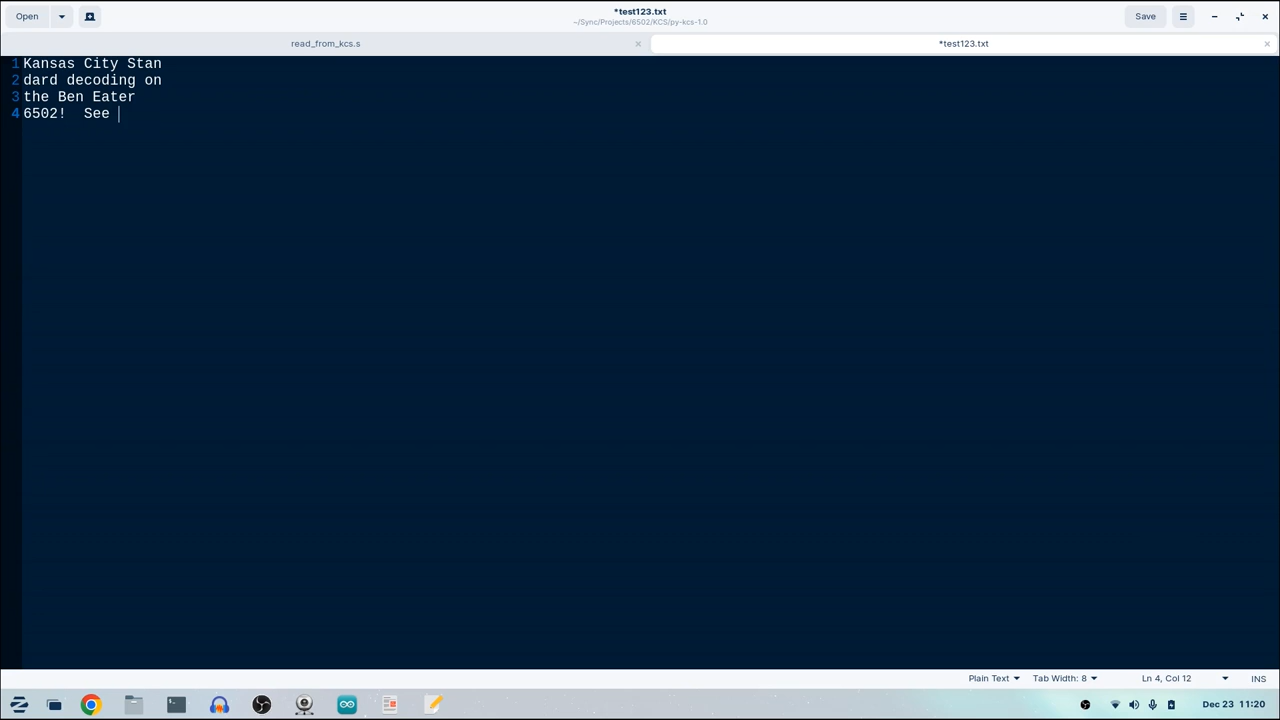 Open
*test123.txt
~/Sync/Projects/6502/KCS/py-kcs-1.0
Save
read_from_kcs.s
*test123.txt
1 Kansas City Stan
2 dard decoding on
3 the Ben Eater
4 6502!  See
Plain Text
Tab Width: 8
Ln 4, Col 12
INS
Dec 23 11:20